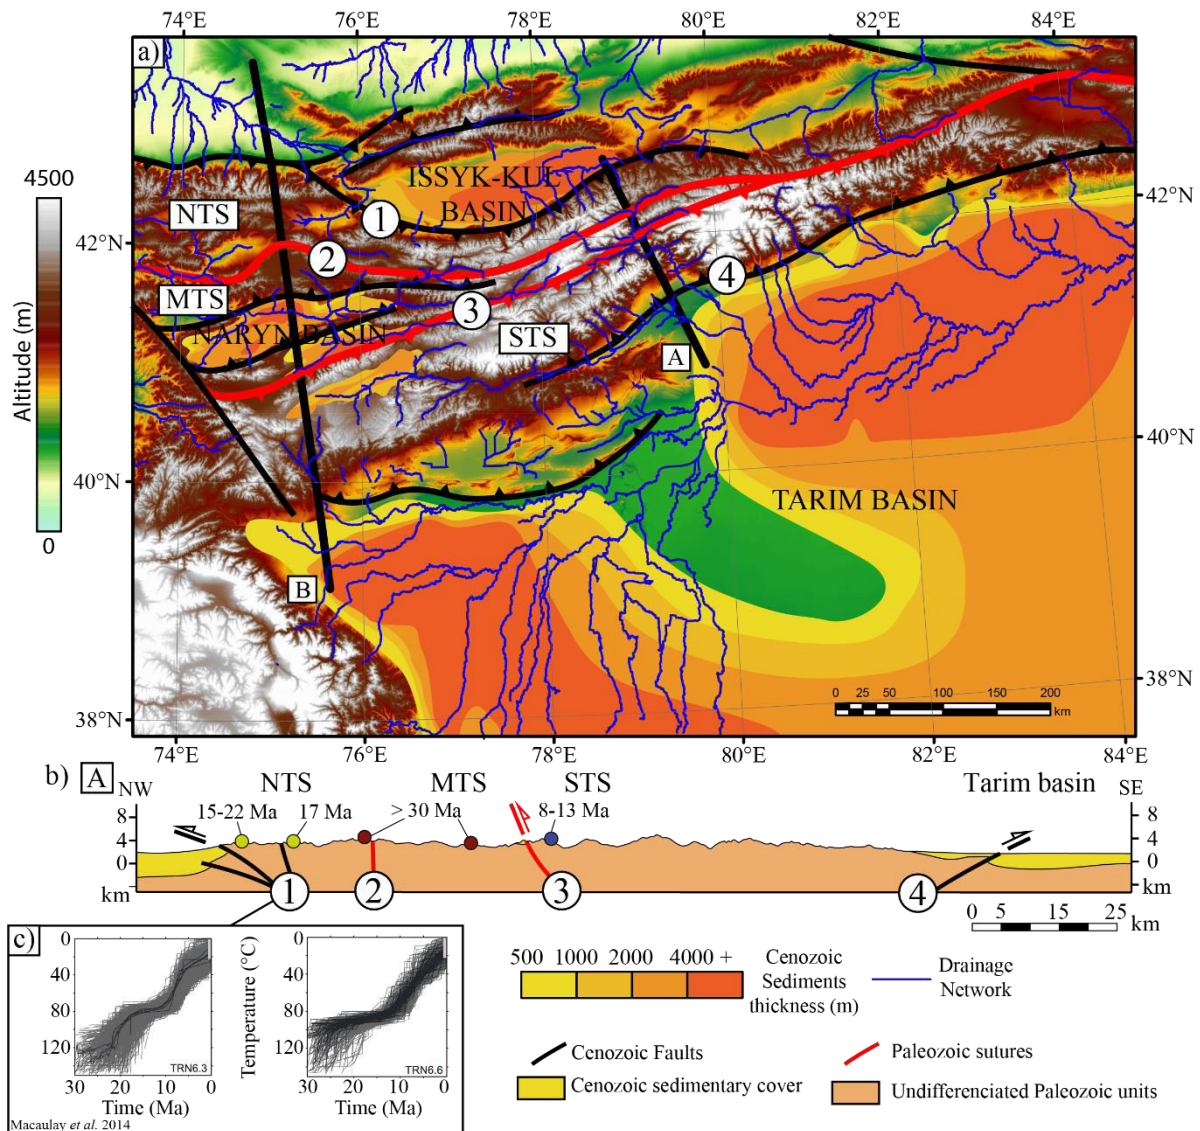 74°E 76°E 78°E 80°E 82°E 84°E
a)
4500
Altitude (m)
0
42°N
40°N
38°N
42°N
40°N
38°N
ISSYK-KUL
BASIN
NTS
1
2
MTS
3
4
NARYN BASIN
STS
A
TARIM BASIN
B
0 25 50 100 150 200
km
74°E 76°E 78°E 80°E 82°E 84°E
b) A NW NTS MTS STS Tarim basin SE
15-22 Ma 17 Ma > 30 Ma 8-13 Ma
8
4
0
km
8
4
0
km
1 2 3 4
0 5 10 15 25
km
c)
0
40
80
120
30 20 10 0
Time (Ma)
TRN6.3
Temperature (°C)
0
40
80
120
30 20 10 0
Time (Ma)
TRN6.6
Macaulay et al. 2014
500 1000 2000 4000 +
Cenozoic
Sediments
thickness (m)
Drainage
Network
Cenozoic Faults
Paleozoic sutures
Cenozoic sedimentary cover
Undifferenciated Paleozoic units